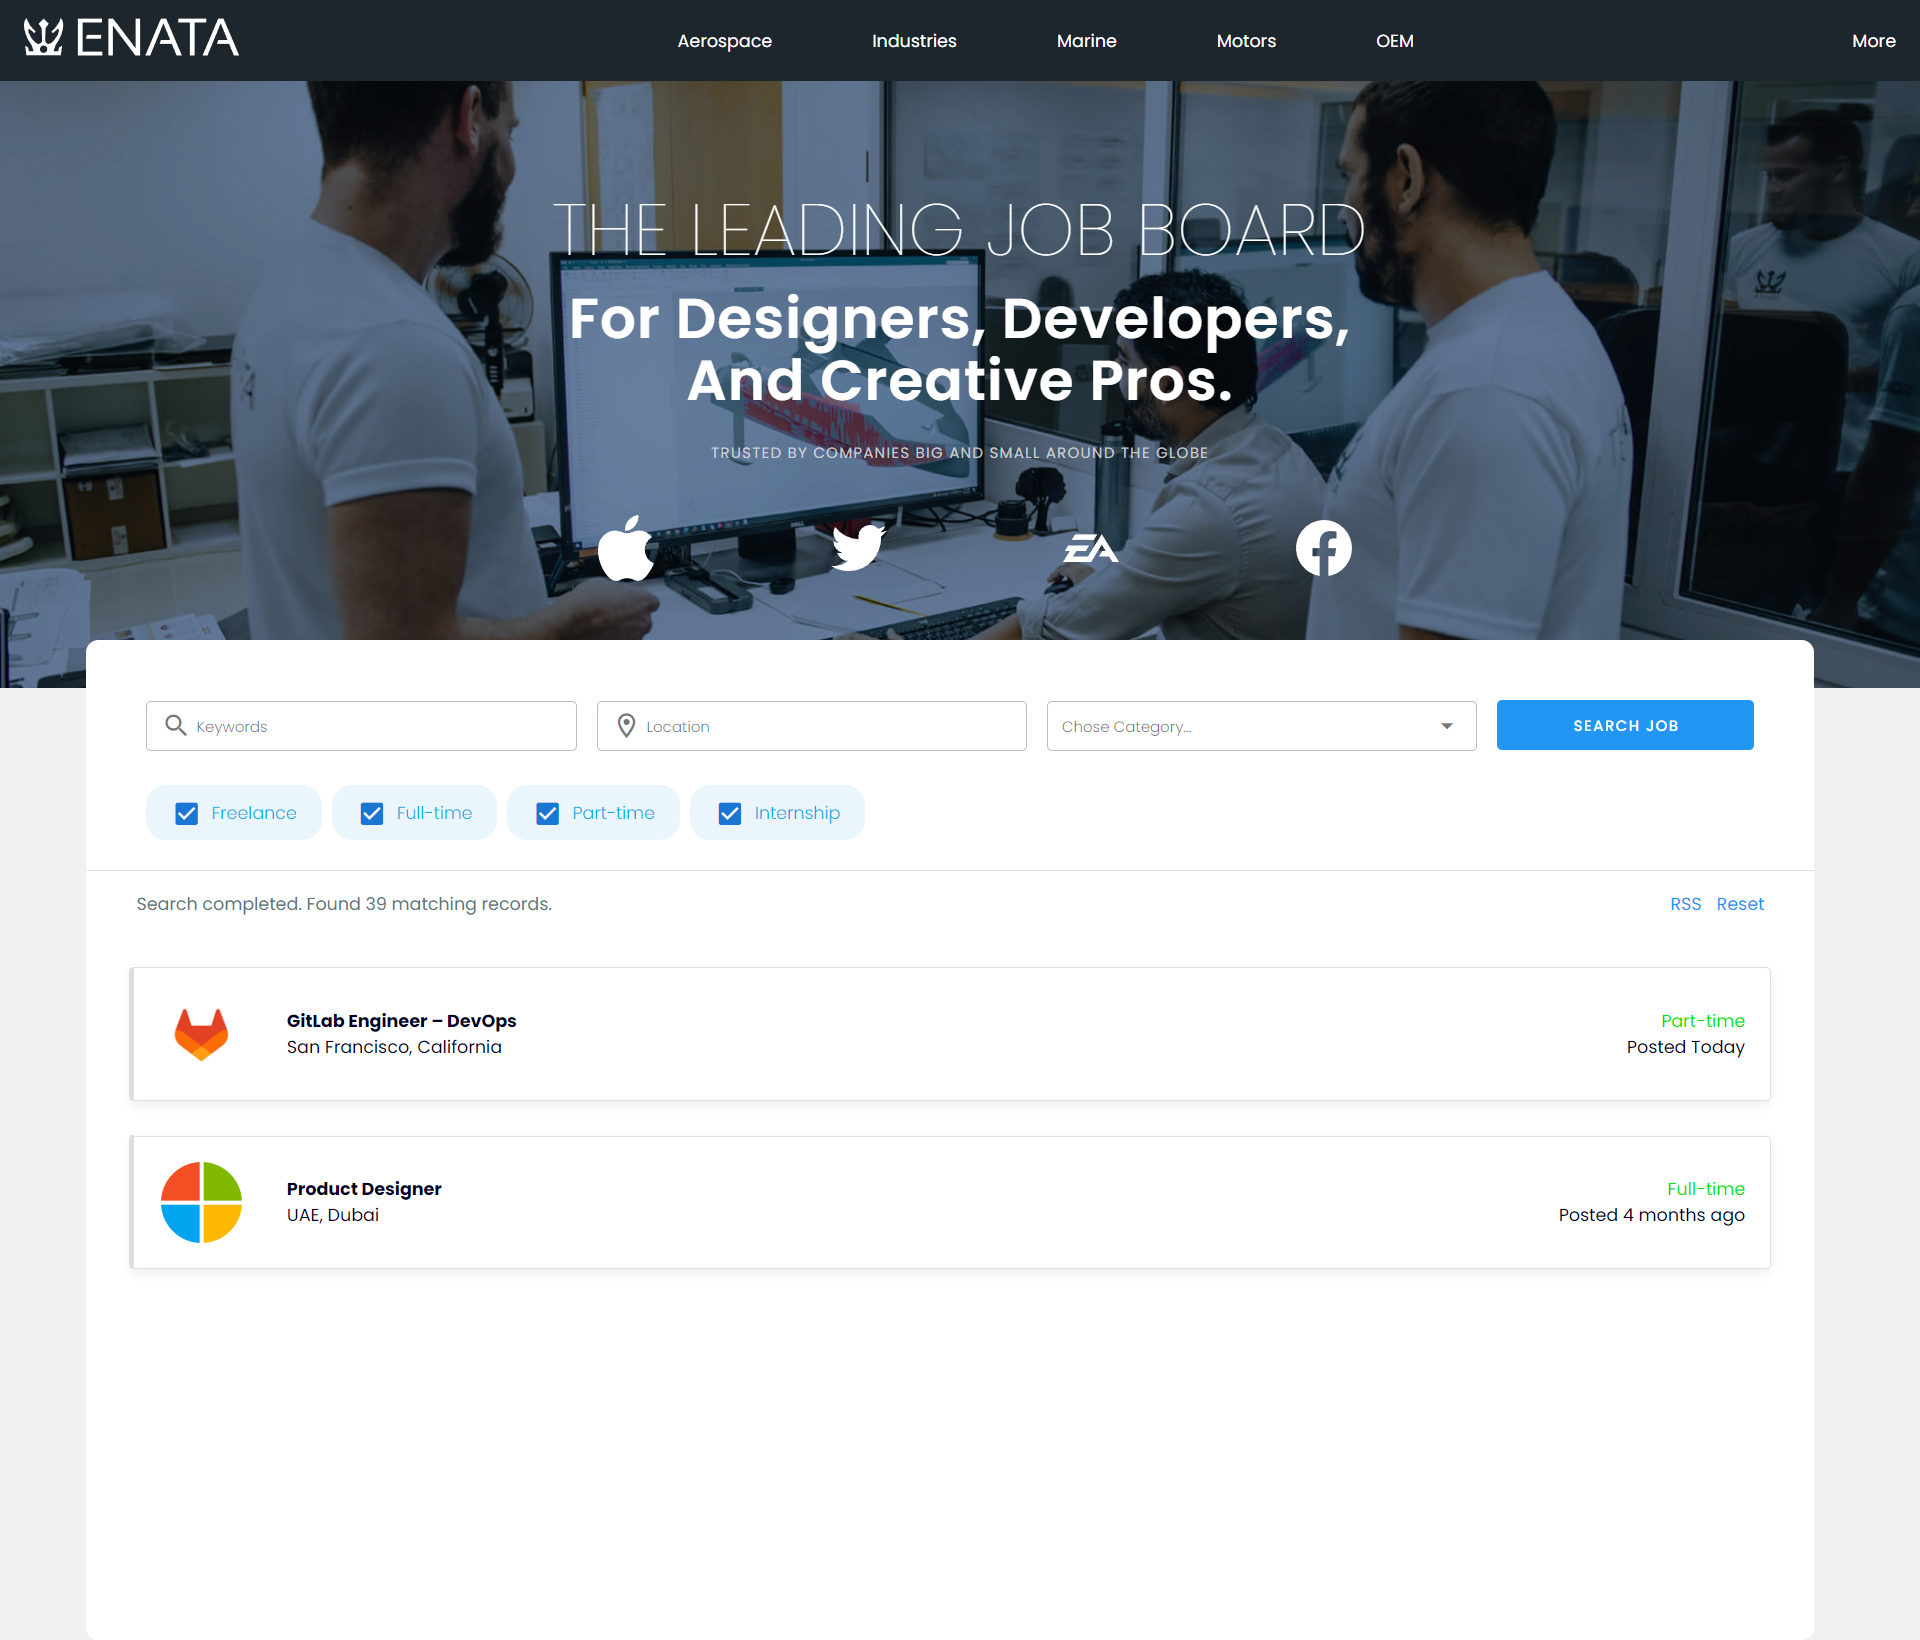 ENATA
Aerospace
Industries
Marine
Motors
OEM
More
THE LEADING JOB BOARD
For Designers, Developers,
And Creative Pros.
TRUSTED BY COMPANIES BIG AND SMALL AROUND THE GLOBE
EA
Keywords
Location
Chose Category...
SEARCH JOB
Freelance
Full-time
Part-time
Internship
Search completed. Found 39 matching records.
RSS
Reset
GitLab Engineer – DevOps
Part-time
San Francisco, California
Posted Today
Product Designer
Full-time
UAE, Dubai
Posted 4 months ago